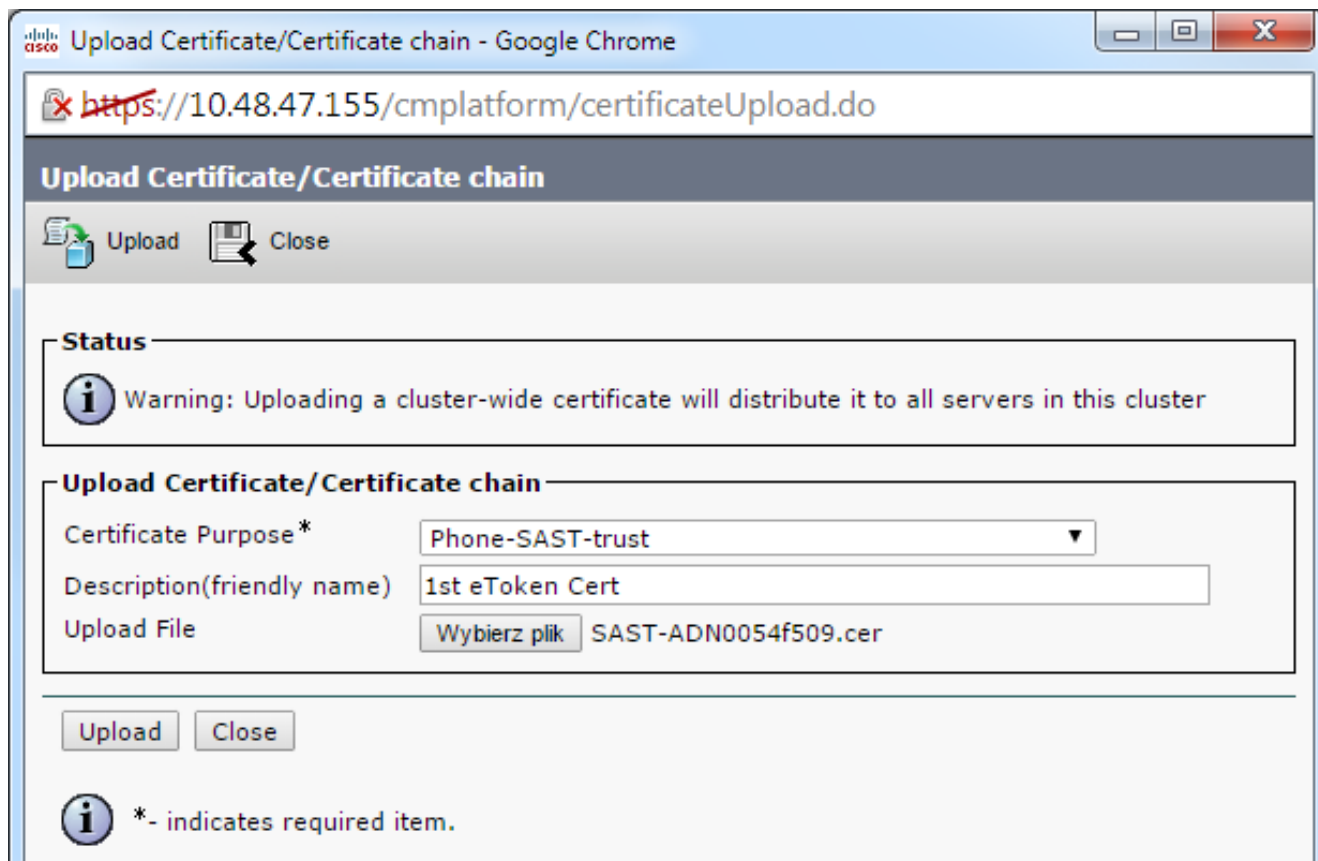 cisco Upload Certificate/Certificate chain - Google Chrome
https://10.48.47.155/cmplatform/certificateUpload.do
Upload Certificate/Certificate chain
Upload Close
Status
Warning: Uploading a cluster-wide certificate will distribute it to all servers in this cluster
Upload Certificate/Certificate chain
Certificate Purpose* Phone-SAST-trust
Description(friendly name) 1st eToken Cert
Upload File Wybierz plik SAST-ADN0054f509.cer
Upload Close
*- indicates required item.